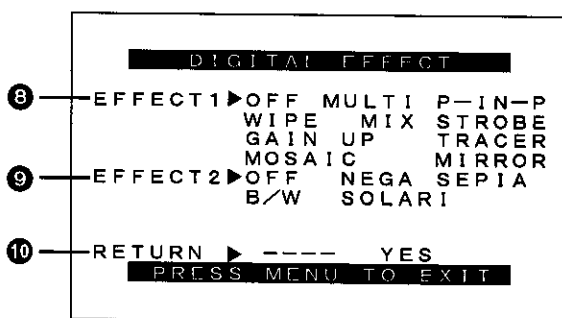 DIGITAL EFFECT
8 EFFECT1▶OFF MULTI P-IN-P
WIPE MIX STROBE
GAIN UP TRACER
MOSAIC MIRROR
9 EFFECT2▶OFF NEGA SEPIA
B/W SOLARI
10 RETURN ▶ ---- YES
PRESS MENU TO EXIT